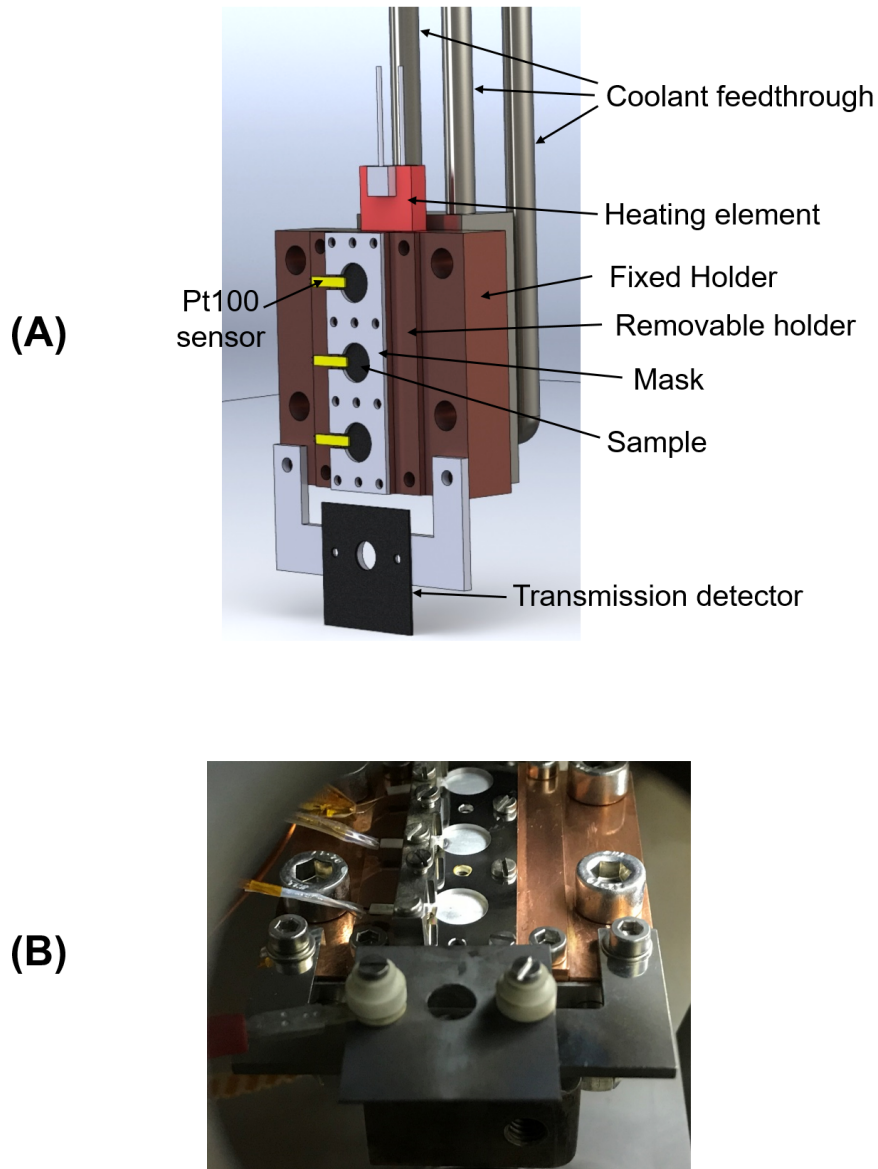 (A)
Coolant feedthrough
Heating element
Fixed Holder
Pt100
sensor
Removable holder
Mask
Sample
Transmission detector
(B)